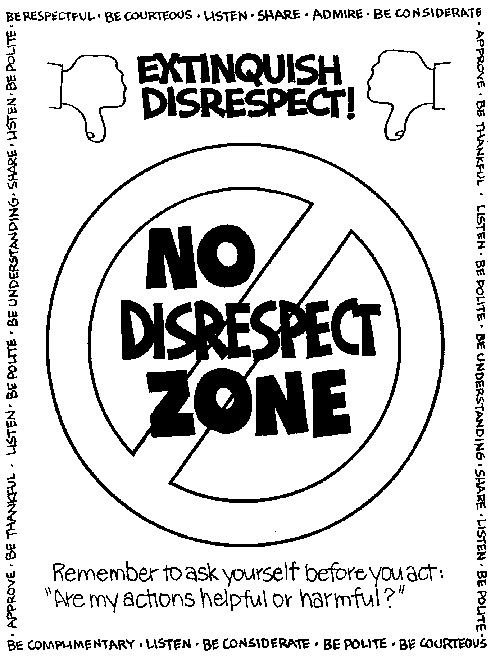 BE RESPECTFUL · BE COURTEOUS · LISTEN · SHARE · ADMIRE · BE CONSIDERATE
APPROVE · BE THANKFUL · LISTEN · BE POLITE · BE UNDERSTANDING · SHARE · LISTEN · BE POLITE ·
APPROVE · BE THANKFUL · LISTEN · BE POLITE · BE UNDERSTANDING · SHARE · LISTEN · BE POLITE ·
EXTINQUISH
DISRESPECT!
NO
DISRESPECT
ZONE
Remember to ask yourself before you act:
"Are my actions helpful or harmful?"
BE COMPLIMENTARY · LISTEN · BE CONSIDERATE · BE POLITE · BE COURTEOUS